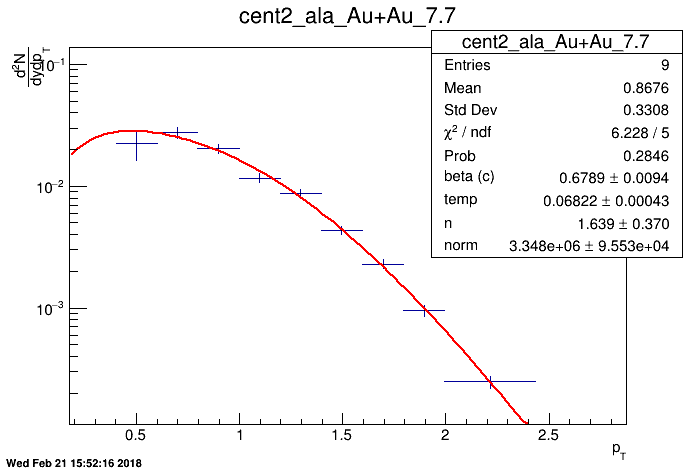 cent2_ala_Au+Au_7.7
d²N
dydp_T
cent2_ala_Au+Au_7.7
Entries 9
Mean 0.8676
Std Dev 0.3308
χ² / ndf 6.228 / 5
Prob 0.2846
beta (c) 0.6789 ± 0.0094
temp 0.06822 ± 0.00043
n 1.639 ± 0.370
norm 3.348e+06 ± 9.553e+04
10⁻¹
10⁻²
10⁻³
0.5 1 1.5 2 2.5
p_T
Wed Feb 21 15:52:16 2018